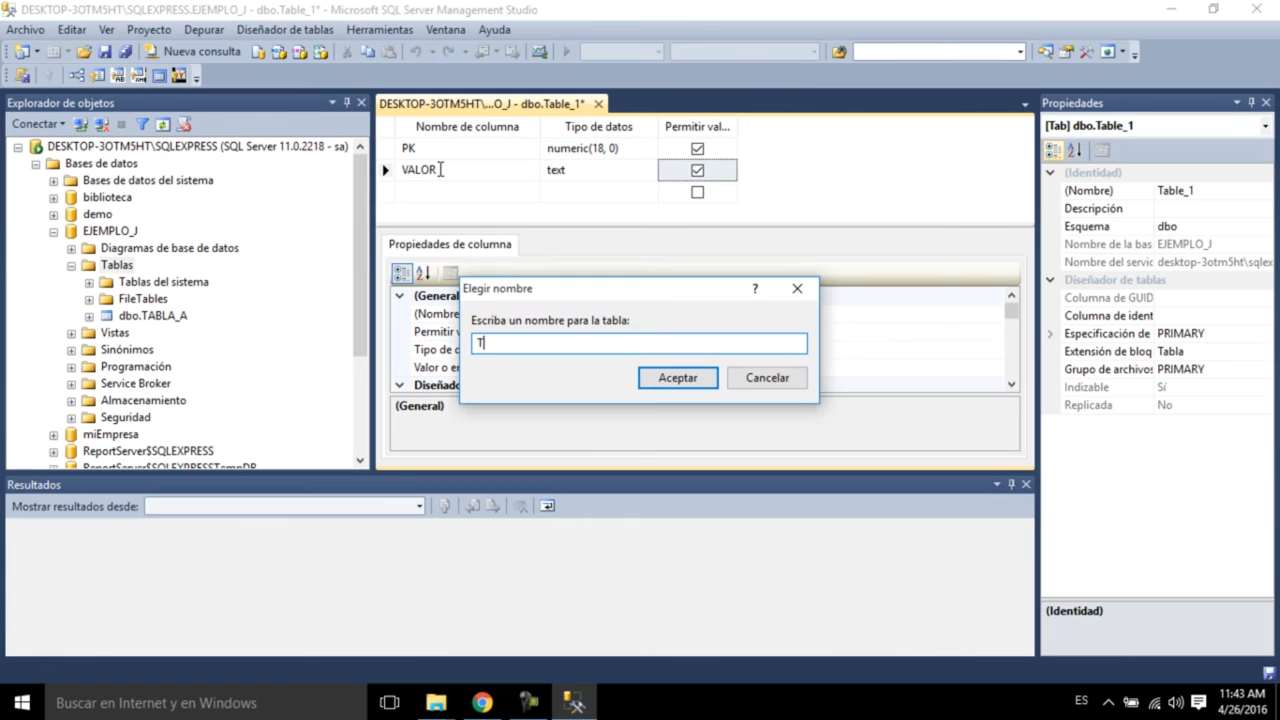 DESKTOP-3OTM5HT\SQLEXPRESS.EJEMPLO_J - dbo.Table_1* - Microsoft SQL Server Management Studio
Archivo Editar Ver Proyecto Depurar Diseñador de tablas Herramientas Ventana Ayuda
Nueva consulta
Explorador de objetos
Conectar
DESKTOP-3OTM5HT\SQLEXPRESS (SQL Server 11.0.2218 - sa)
Bases de datos
Bases de datos del sistema
biblioteca
demo
EJEMPLO_J
Diagramas de base de datos
Tablas
Tablas del sistema
FileTables
dbo.TABLA_A
Vistas
Sinónimos
Programación
Service Broker
Almacenamiento
Seguridad
miEmpresa
ReportServer$SQLEXPRESS
ReportServer$SQLEXPRESSTempDB
DESKTOP-3OTM5HT\...O_J - dbo.Table_1*
Nombre de columna Tipo de datos Permitir val...
PK numeric(18, 0)
VALOR text
Propiedades de columna
(General
(Nombre
Permitir v
Tipo de d
Valor o e
Diseñado
(General)
Elegir nombre
Escriba un nombre para la tabla:
T
Aceptar Cancelar
Propiedades
[Tab] dbo.Table_1
(Identidad)
(Nombre) Table_1
Descripción
Esquema dbo
Nombre de la bas EJEMPLO_J
Nombre del servic desktop-3otm5ht\sqlex
Diseñador de tablas
Columna de GUID
Columna de ident
Especificación de PRIMARY
Extensión de bloq Tabla
Grupo de archivos PRIMARY
Indizable Sí
Replicada No
(Identidad)
Resultados
Mostrar resultados desde:
Buscar en Internet y en Windows
ES
11:43 AM
4/26/2016